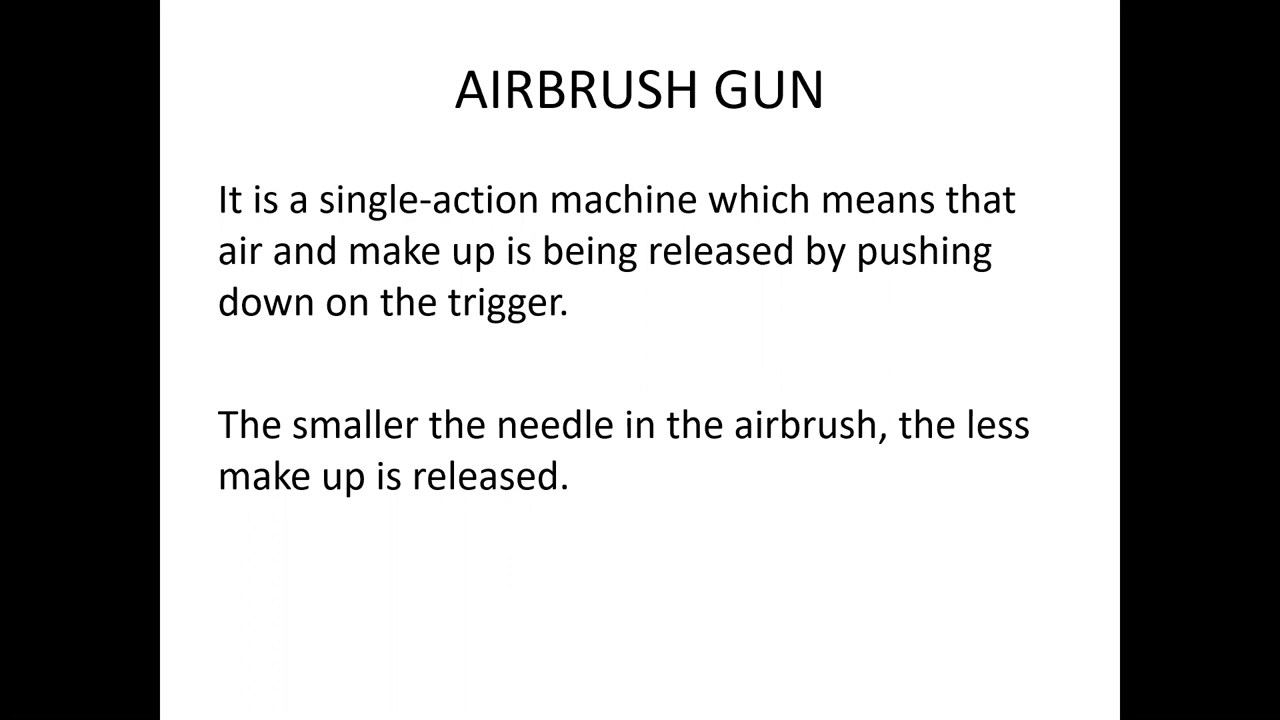 AIRBRUSH GUN
It is a single-action machine which means that
air and make up is being released by pushing
down on the trigger.
The smaller the needle in the airbrush, the less
make up is released.